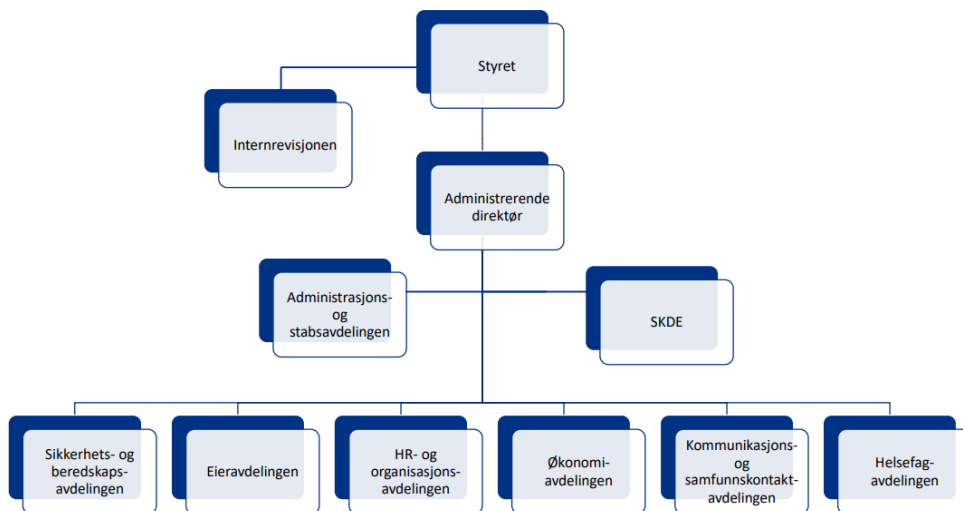 Styret
Internrevisjonen
Administrerende
direktør
Administrasjons-
og
stabsavdelingen
SKDE
Sikkerhets- og
beredskaps-
avdelingen
Eieravdelingen
HR- og
organisasjons-
avdelingen
Økonomi-
avdelingen
Kommunikasjons-
og
samfunnskontakt-
avdelingen
Helsefag-
avdelingen